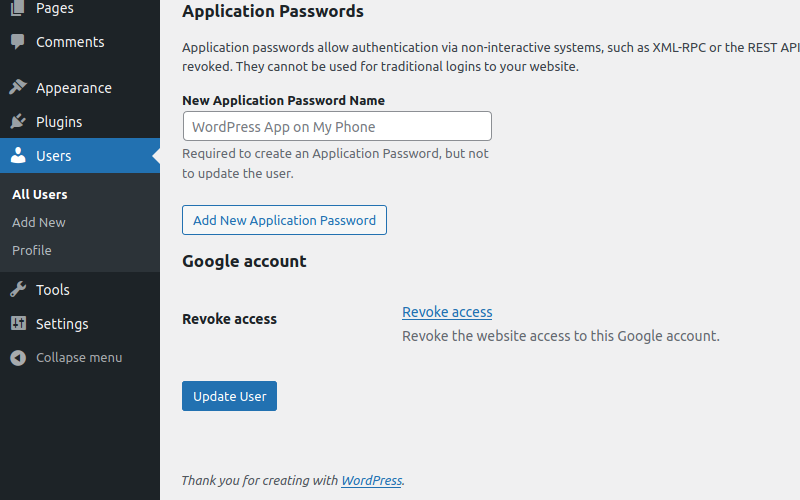 Pages
Comments
Appearance
Plugins
Users
All Users
Add New
Profile
Tools
Settings
Collapse menu
Application Passwords
Application passwords allow authentication via non-interactive systems, such as XML-RPC or the REST API
revoked. They cannot be used for traditional logins to your website.
New Application Password Name
WordPress App on My Phone
Required to create an Application Password, but not
to update the user.
Add New Application Password
Google account
Revoke access
Revoke access
Revoke the website access to this Google account.
Update User
Thank you for creating with WordPress.